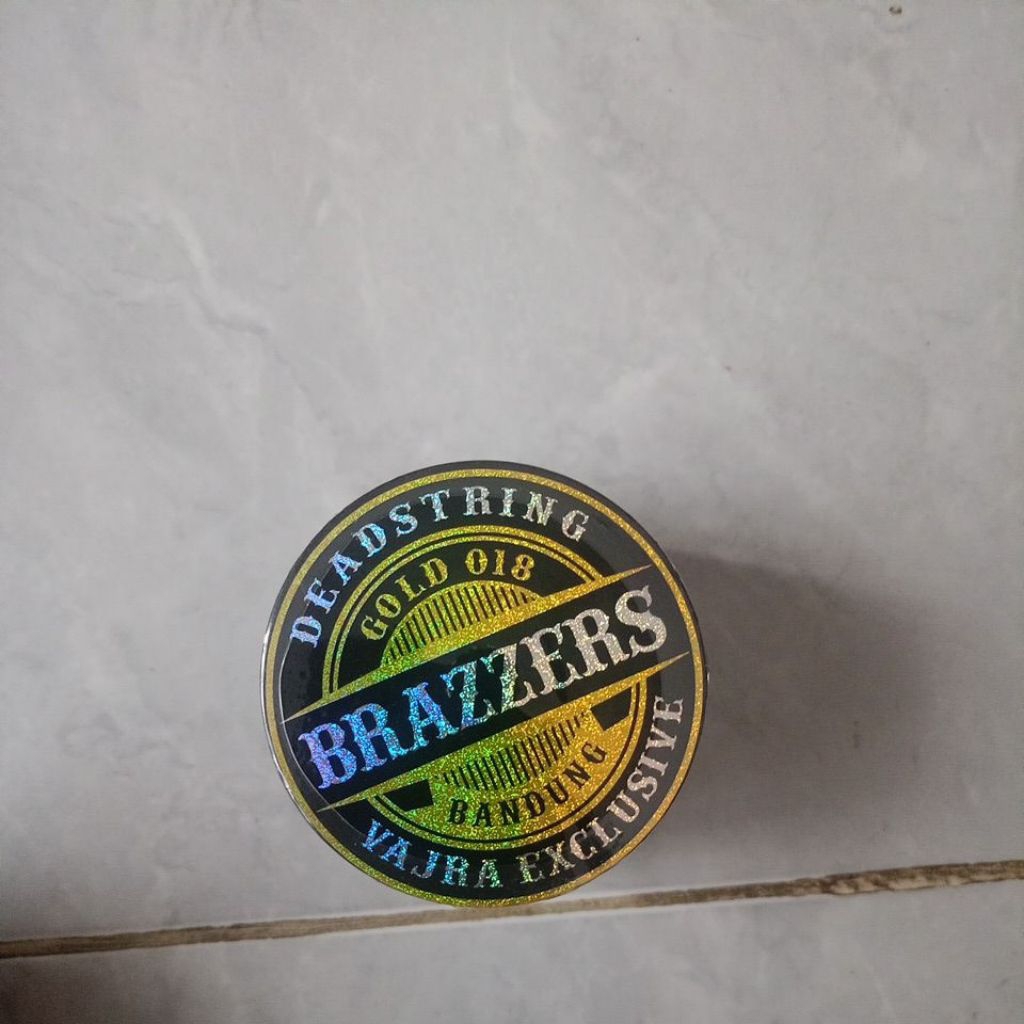 DEADSTRING
GOLD 018
BRAZZERS
BANDUNG
VAJRA EXCLUSIVE